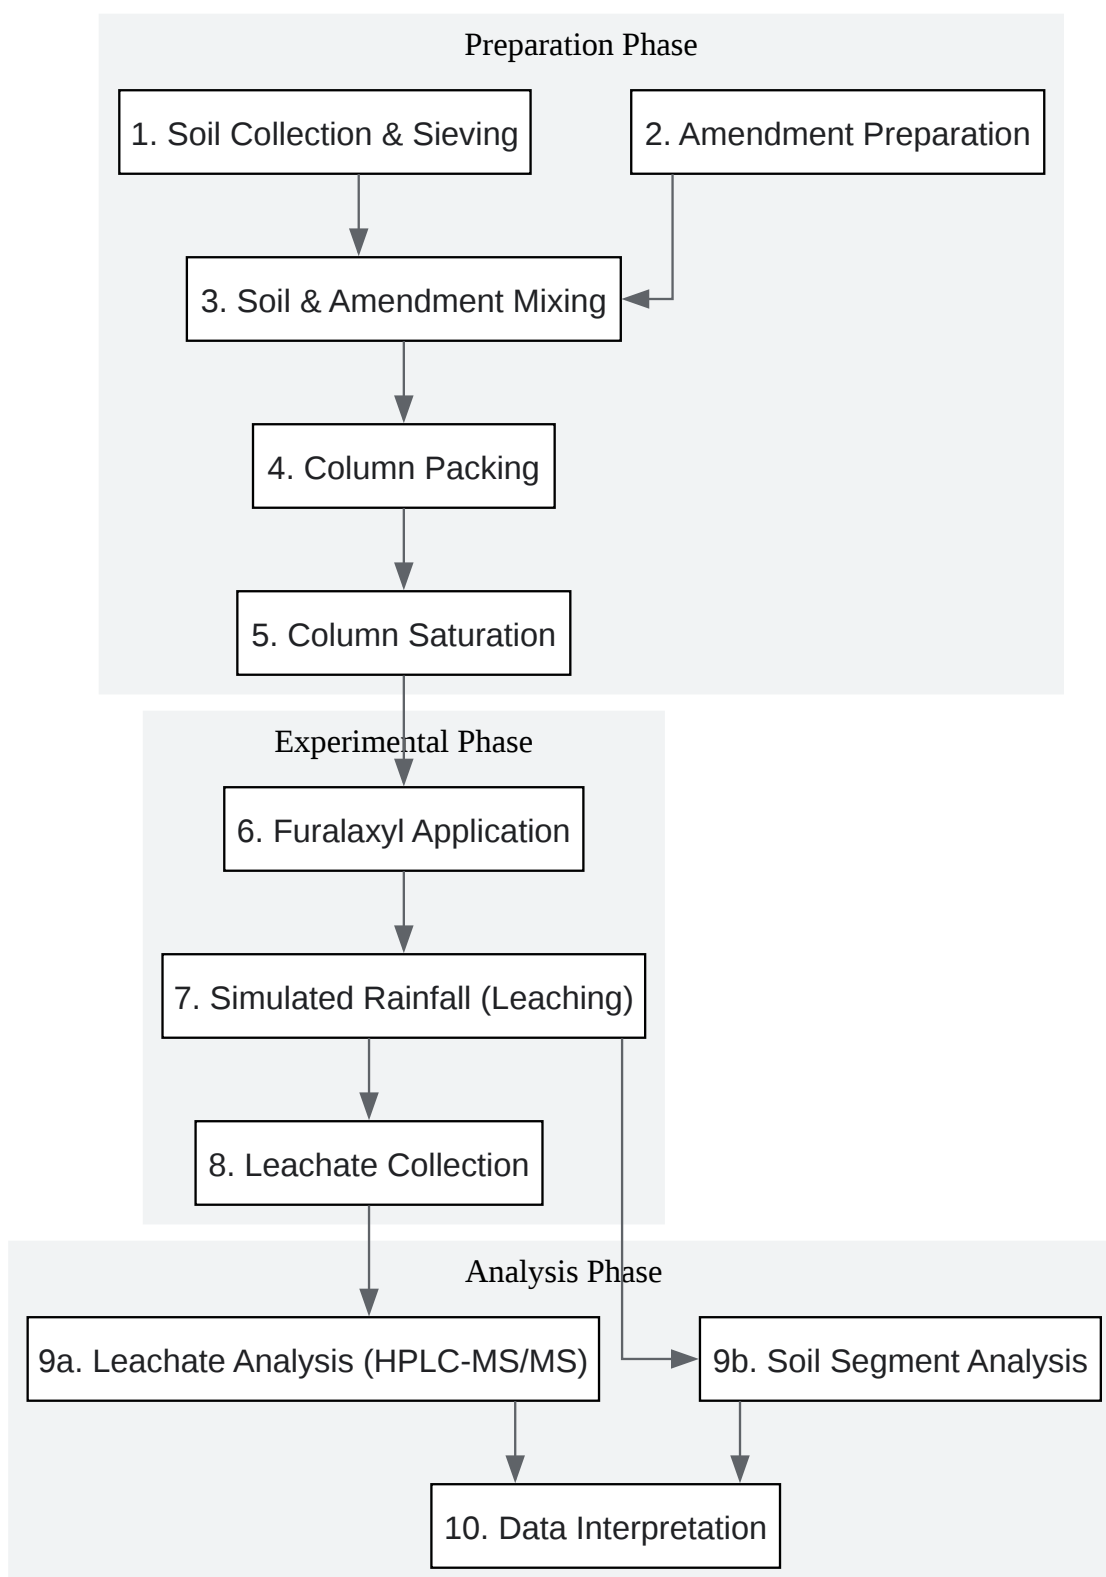 Preparation Phase
1. Soil Collection & Sieving
2. Amendment Preparation
3. Soil & Amendment Mixing
4. Column Packing
5. Column Saturation
Experimental Phase
6. Furalaxyl Application
7. Simulated Rainfall (Leaching)
8. Leachate Collection
Analysis Phase
9a. Leachate Analysis (HPLC-MS/MS)
9b. Soil Segment Analysis
10. Data Interpretation